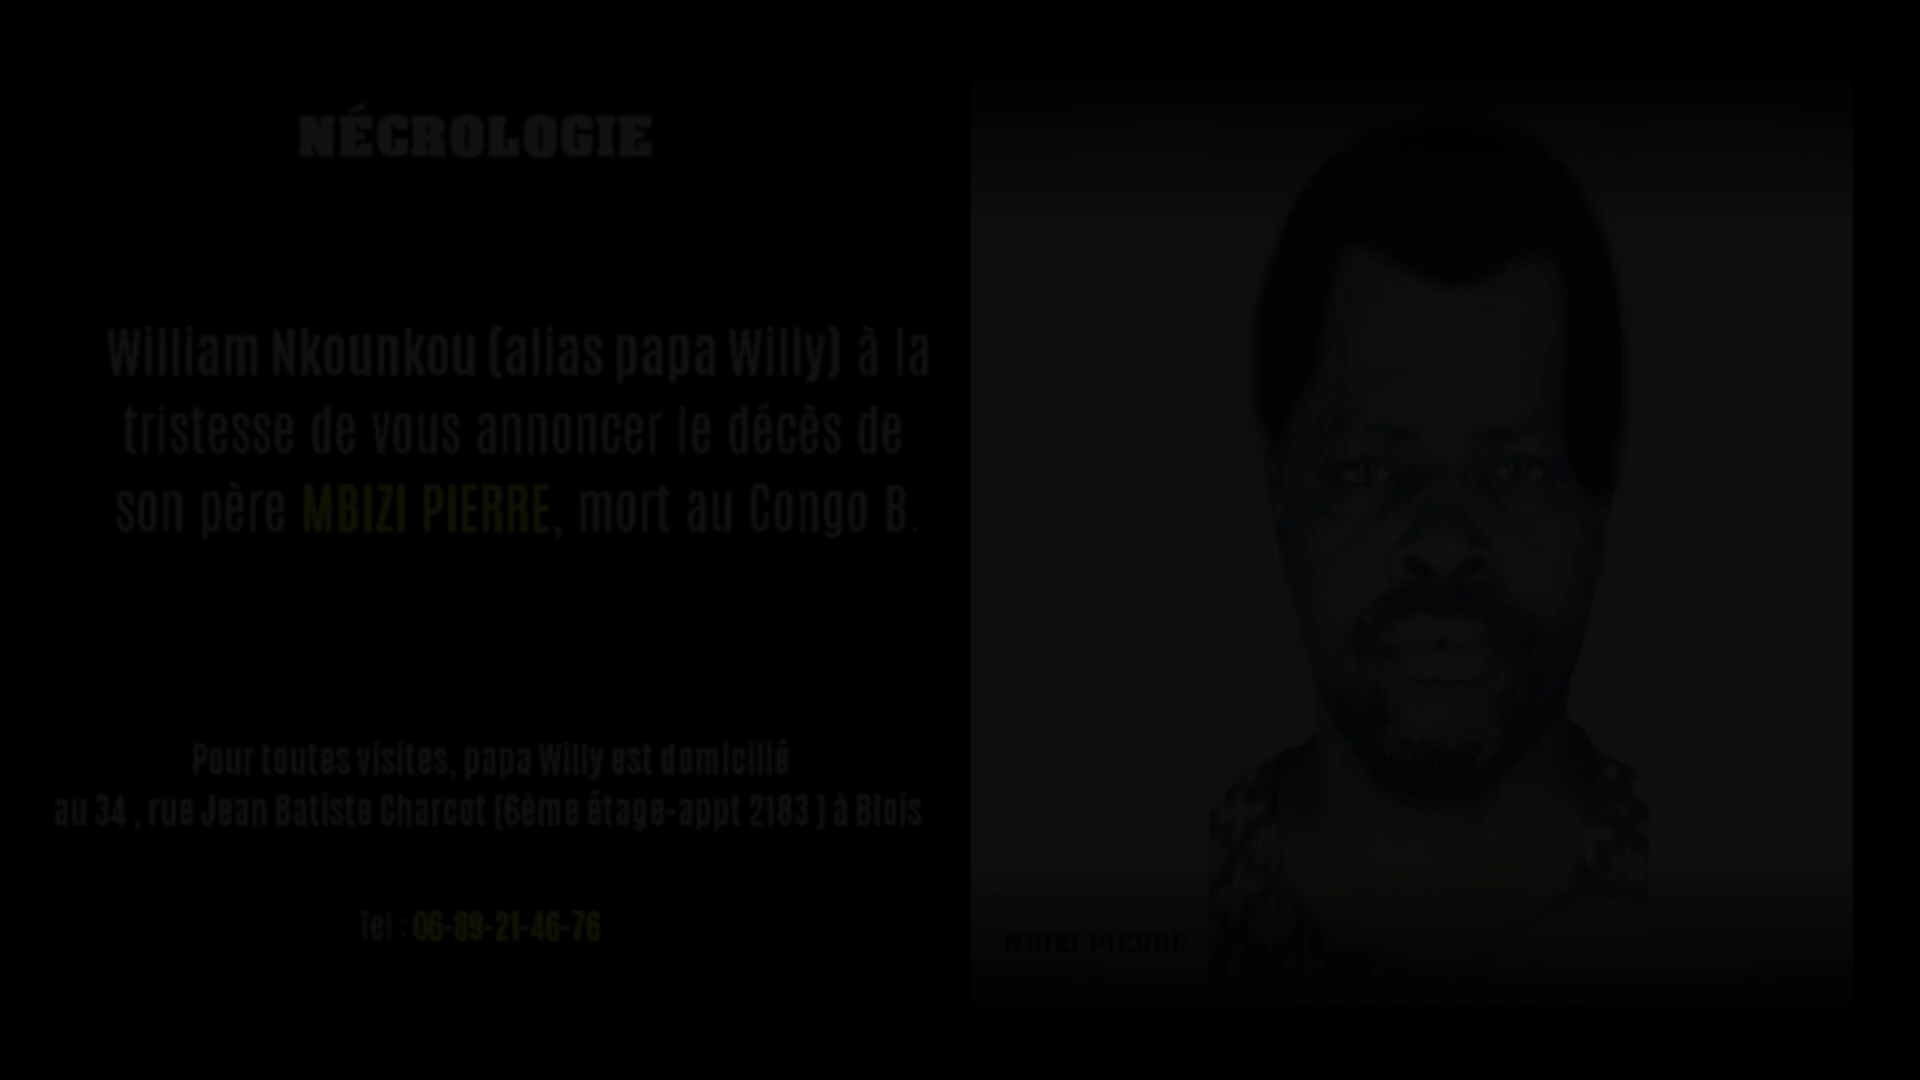 NÉCROLOGIE
William Nkounkou (alias papa Willy) à la
tristesse de vous annoncer le décès de
son père MBIZI PIERRE, mort au Congo B.
Pour toutes visites, papa Willy est domicilié
au 34 , rue Jean Batiste Charcot (6ème étage-appt 2183 ) à Blois
Tel : 06-89-21-46-76
MBIZI PIERRE